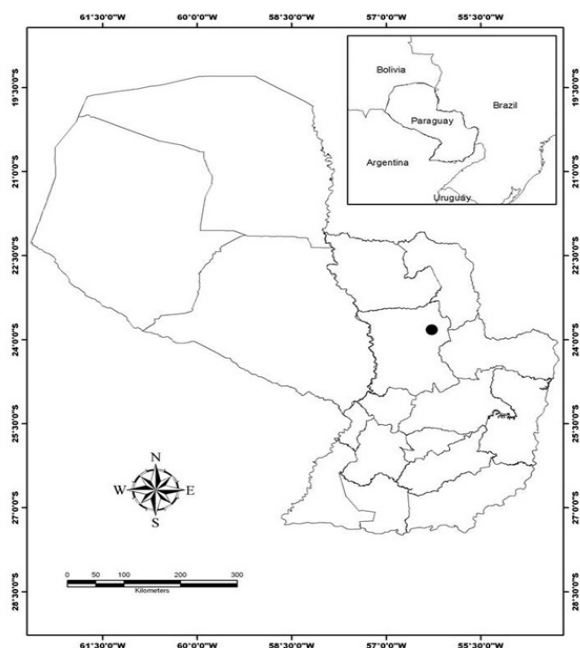 61°30'0"W 60°0'0"W 58°30'0"W 57°0'0"W 55°30'0"W
Bolivia
Brazil
Paraguay
Argentina
Uruguay
19°30'0"S
19°30'0"S
21°0'0"S
21°0'0"S
22°30'0"S
22°30'0"S
24°0'0"S
24°0'0"S
25°30'0"S
25°30'0"S
27°0'0"S
27°0'0"S
28°30'0"S
28°30'0"S
N
W E
S
0 50 100 200 300
Kilometers
61°30'0"W 60°0'0"W 58°30'0"W 57°0'0"W 55°30'0"W